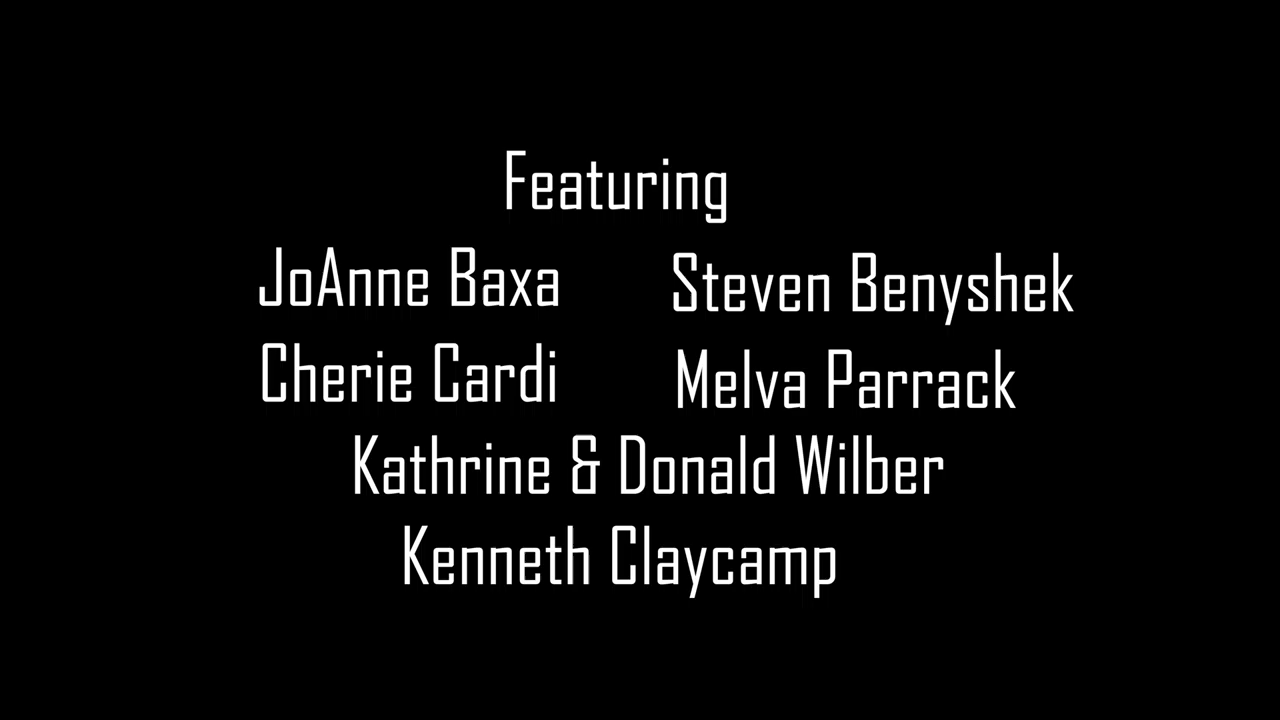 Featuring
JoAnne Baxa Steven Benyshek
Cherie Cardi Melva Parrack
Kathrine & Donald Wilber
Kenneth Claycamp